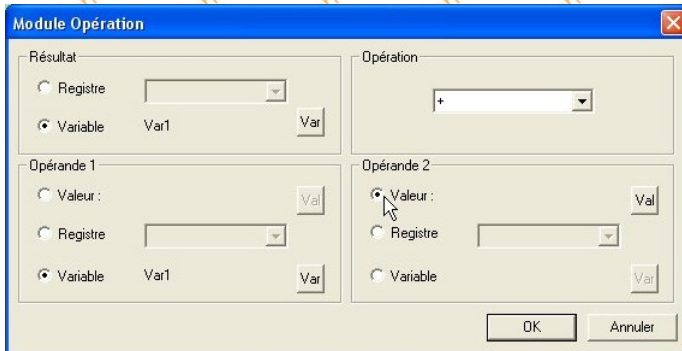 Module Opération
Résultat
Registre
Variable Var1 Var
Opération
+
Opérande 1
Valeur : Val
Registre
Variable Var1 Var
Opérande 2
Valeur : Val
Registre
Variable Var
OK Annuler